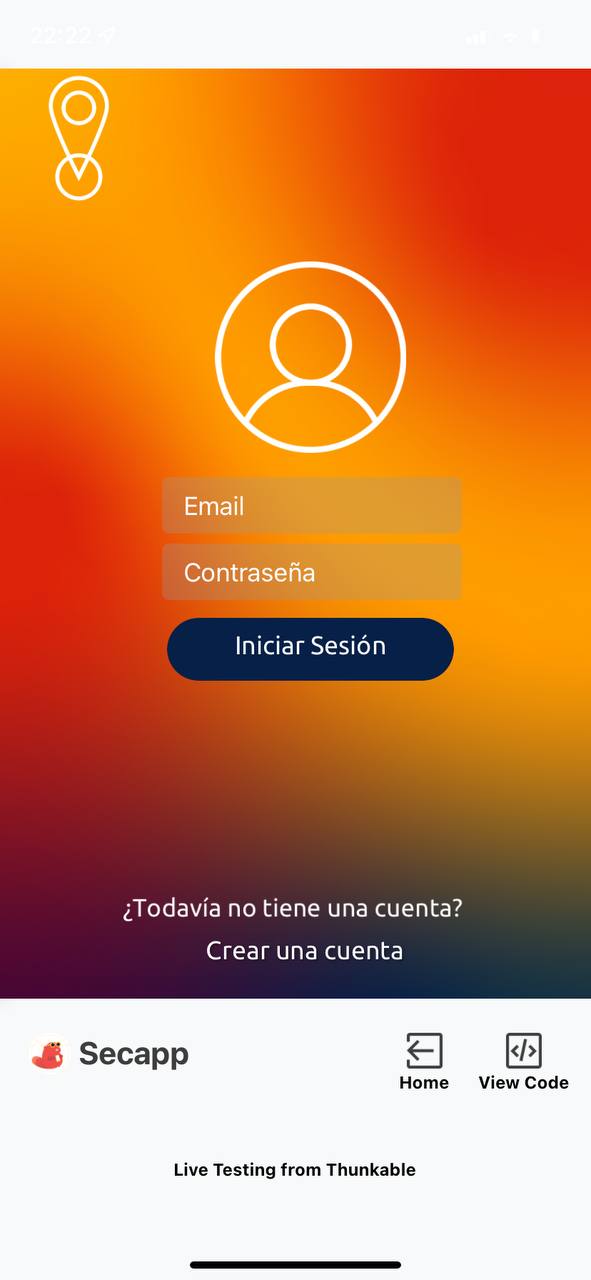 22:22
Email
Contraseña
Iniciar Sesión
¿Todavía no tiene una cuenta?
Crear una cuenta
Secapp
Home
View Code
Live Testing from Thunkable